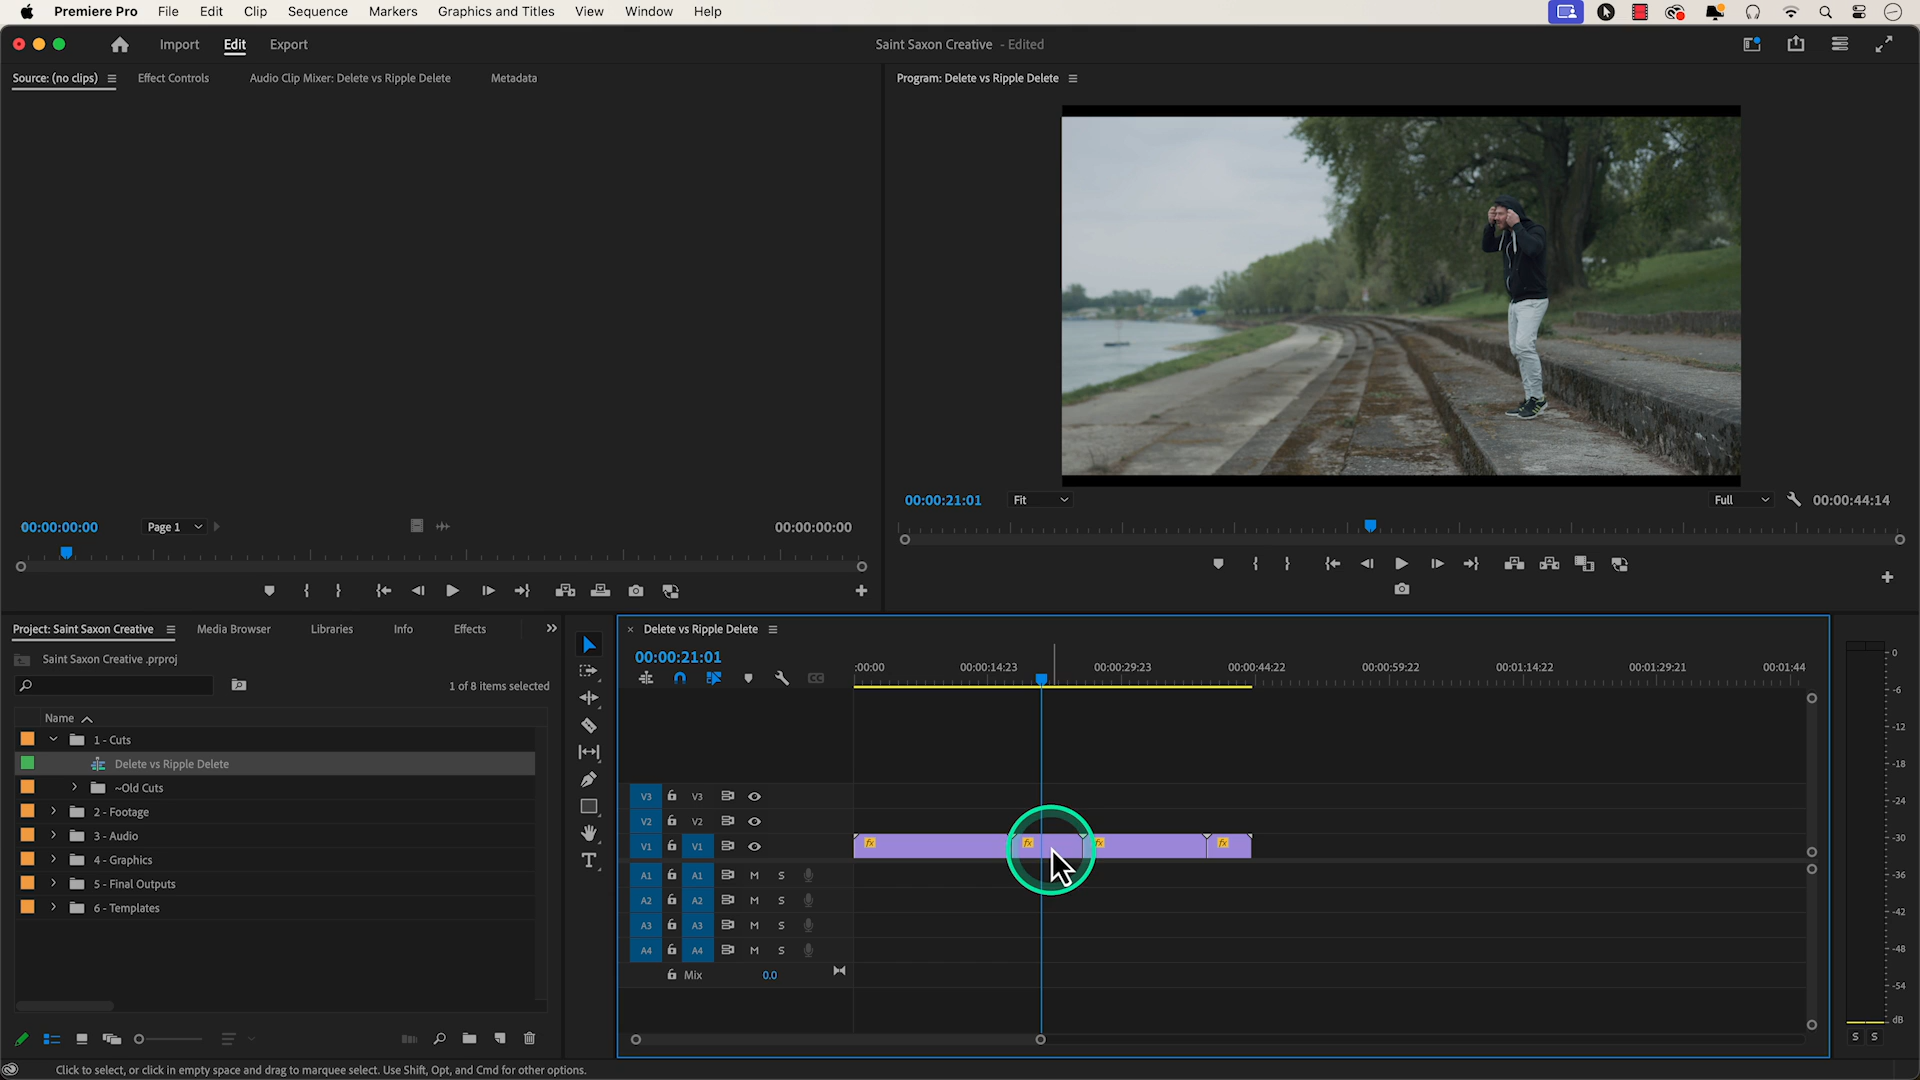 Premiere Pro File Edit Clip Sequence Markers Graphics and Titles View Window Help
Import Edit Export Saint Saxon Creative - Edited
Source: (no clips) Effect Controls Audio Clip Mixer: Delete vs Ripple Delete Metadata
Program: Delete vs Ripple Delete
00:00:21:01 Fit Full 00:00:44:14
00:00:00:00 Page 1 00:00:00:00
Project: Saint Saxon Creative Media Browser Libraries Info Effects
Saint Saxon Creative .prproj
1 of 8 items selected
Name
1 - Cuts
Delete vs Ripple Delete
~Old Cuts
2 - Footage
3 - Audio
4 - Graphics
5 - Final Outputs
6 - Templates
T
× Delete vs Ripple Delete
00:00:21:01
CC
:00:00 00:00:14:23 00:00:29:23 00:00:44:22 00:00:59:22 00:01:14:22 00:01:29:21 00:01:44
V3 V3
V2 V2
V1 V1 fx fx fx fx
A1 A1 M S
A2 A2 M S
A3 A3 M S
A4 A4 M S
Mix 0.0
0
-6
-12
-18
-24
-30
-36
-42
-48
-54
dB
S S
Click to select, or click in empty space and drag to marquee select. Use Shift, Opt, and Cmd for other options.